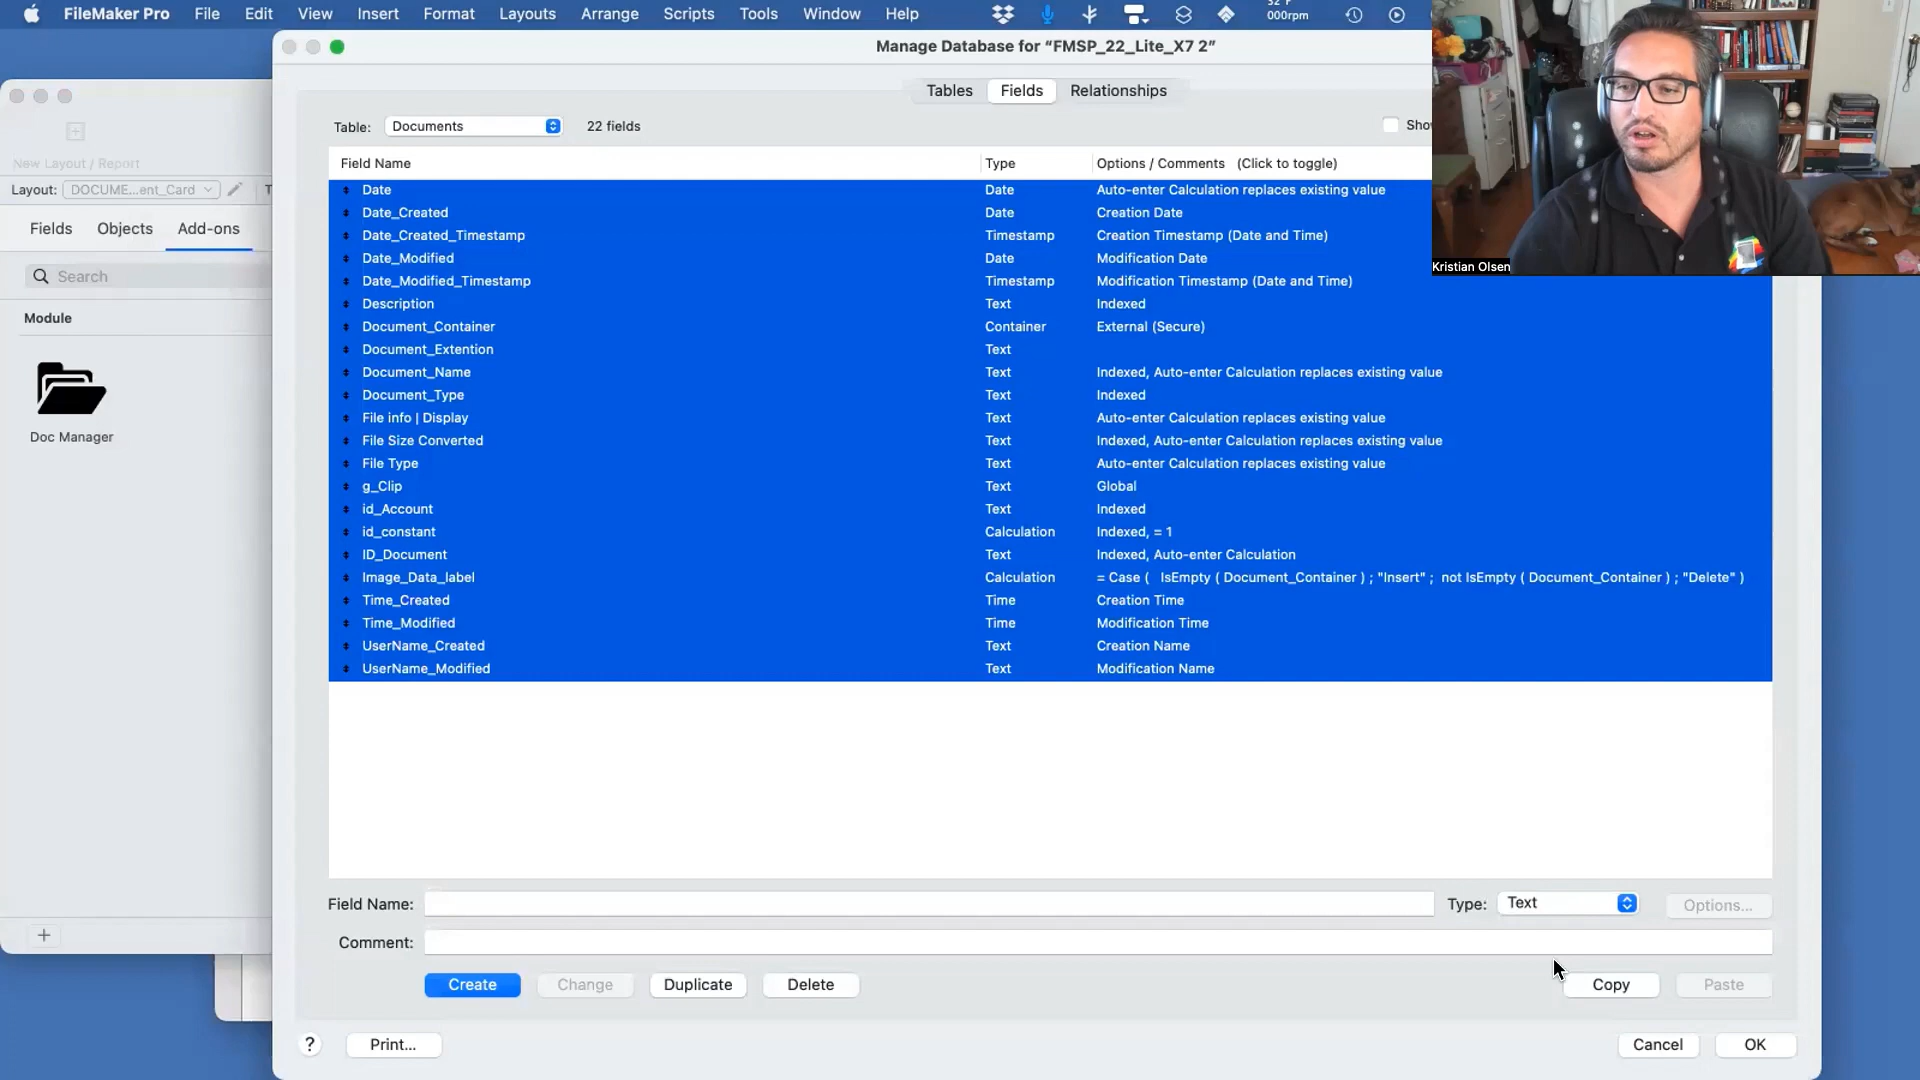 FileMaker Pro File Edit View Insert Format Layouts Arrange Scripts Tools Window Help 000rpm
Manage Database for “FMSP_22_Lite_X7 2”
Tables Fields Relationships
Table: Documents 22 fields
New Layout / Report
Layout: DOCUME...ent_Card T
Fields Objects Add-ons
Search
Module
Doc Manager
Field Name Type Options / Comments (Click to toggle)
Date Date Auto-enter Calculation replaces existing value
Date_Created Date Creation Date
Date_Created_Timestamp Timestamp Creation Timestamp (Date and Time)
Date_Modified Date Modification Date
Date_Modified_Timestamp Timestamp Modification Timestamp (Date and Time)
Description Text Indexed
Document_Container Container External (Secure)
Document_Extention Text
Document_Name Text Indexed, Auto-enter Calculation replaces existing value
Document_Type Text Indexed
File info | Display Text Auto-enter Calculation replaces existing value
File Size Converted Text Indexed, Auto-enter Calculation replaces existing value
File Type Text Auto-enter Calculation replaces existing value
g_Clip Text Global
id_Account Text Indexed
id_constant Calculation Indexed, = 1
ID_Document Text Indexed, Auto-enter Calculation
Image_Data_label Calculation = Case ( IsEmpty ( Document_Container ) ; "Insert" ; not IsEmpty ( Document_Container ) ; "Delete" )
Time_Created Time Creation Time
Time_Modified Time Modification Time
UserName_Created Text Creation Name
UserName_Modified Text Modification Name
Kristian Olsen
Field Name: Type: Text Options...
Comment:
Create Change Duplicate Delete Copy Paste
? Print... Cancel OK